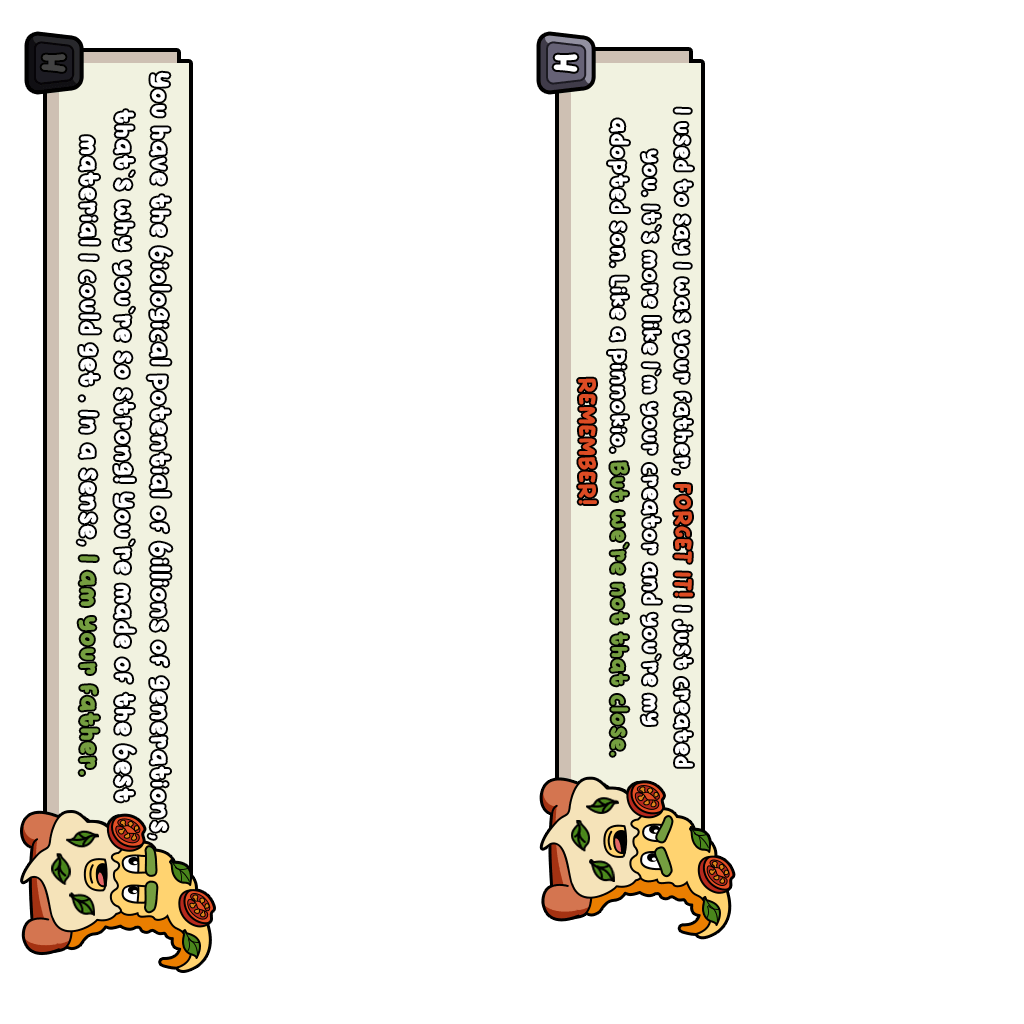 H
You have the biological potential of billions of generations,
that's why you're so strong! You're made of the best
material I could get . In a sense, I am your father.
H
I used to say I was your father, FORGET IT! I just created
you. It's more like I'm your creator and you're my
adopted son. Like a pinnokio. But we're not that close.
REMEMBER!